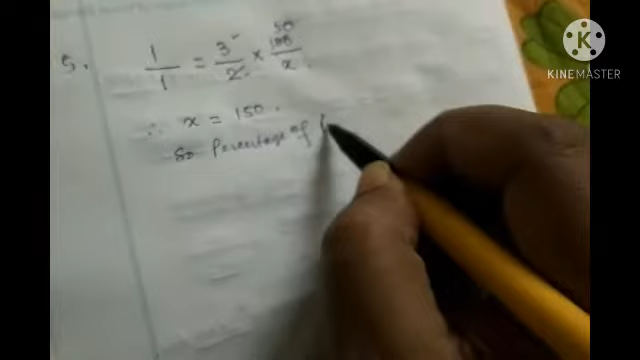 5. 1/1 = 3/2 × 100/x 50
∴ x = 150.
So Percentage of
KINEMASTER